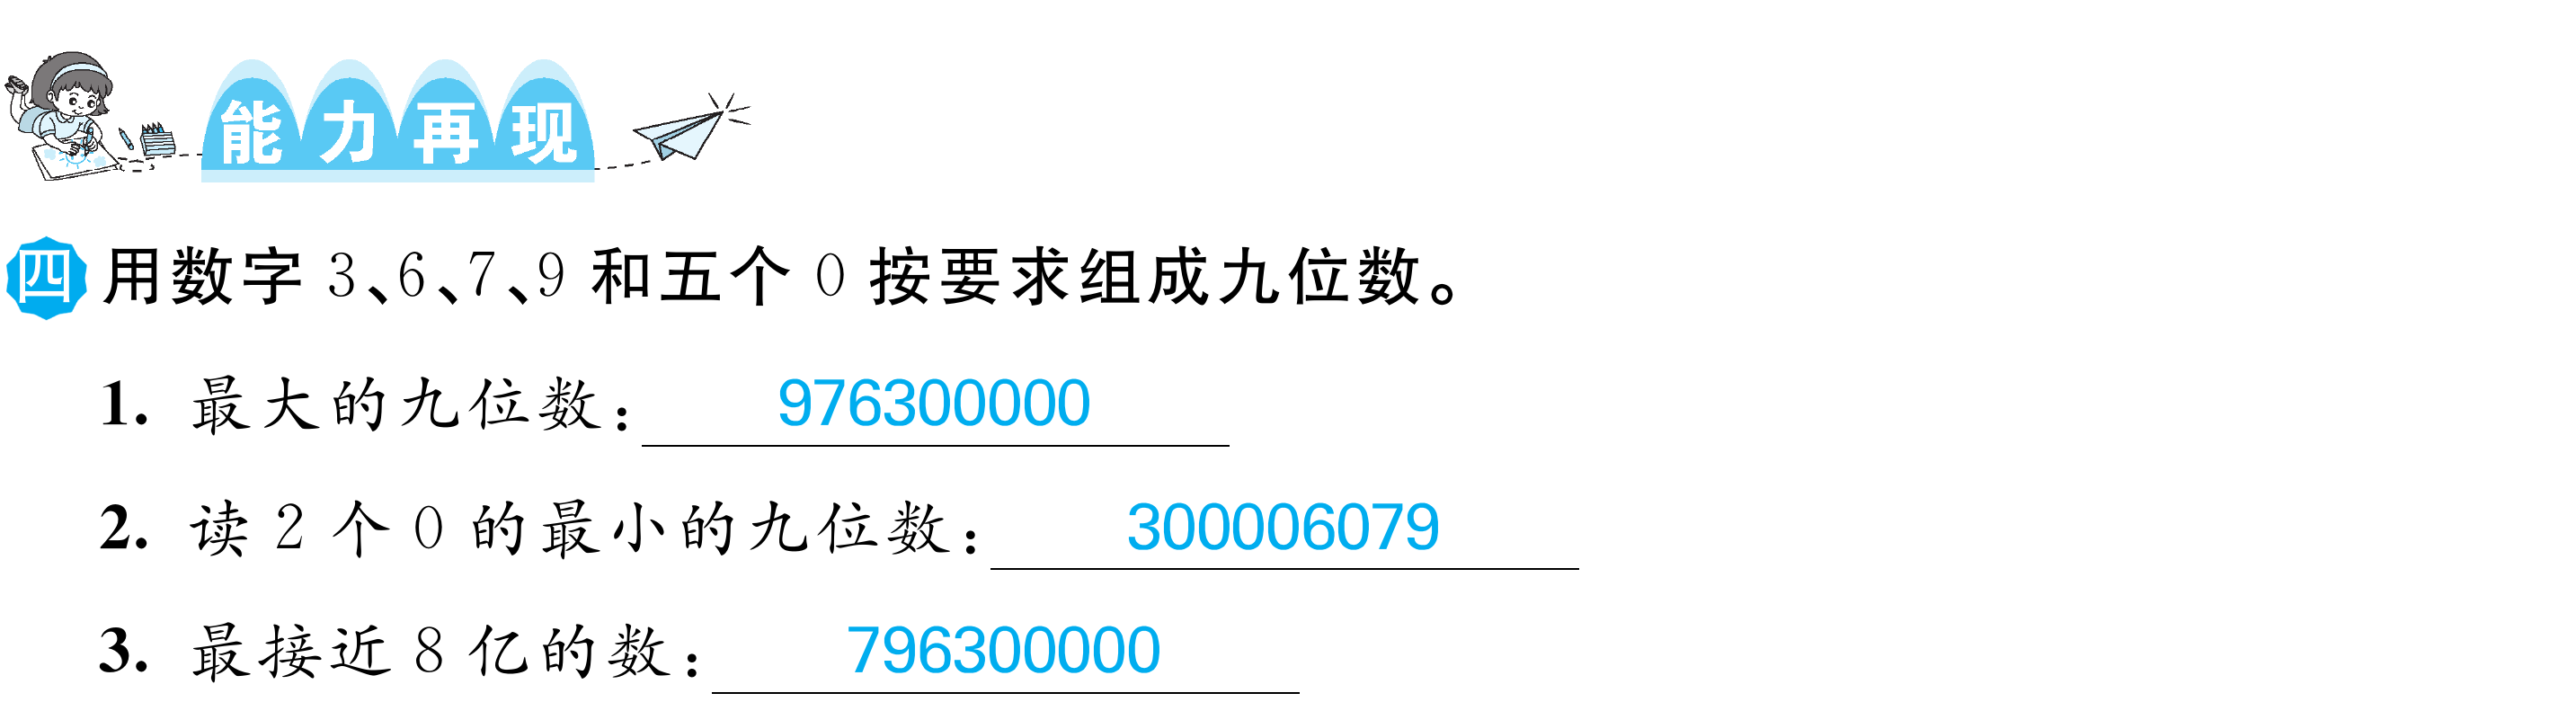 能力再现
四 用数字 3、6、7、9 和五个 0 按要求组成九位数。
1. 最大的九位数：976300000
2. 读 2 个 0 的最小的九位数：300006079
3. 最接近 8 亿的数：796300000